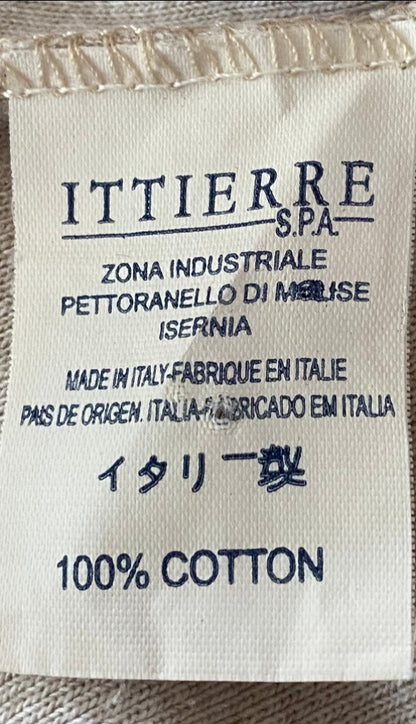 ITTIERRE
S.P.A.
ZONA INDUSTRIALE
PETTORANELLO DI MOLISE
ISERNIA
MADE IN ITALY-FABRIQUE EN ITALIE
PAIS DE ORIGEN. ITALIA-FABRICADO EM ITALIA
イタリー製
100% COTTON